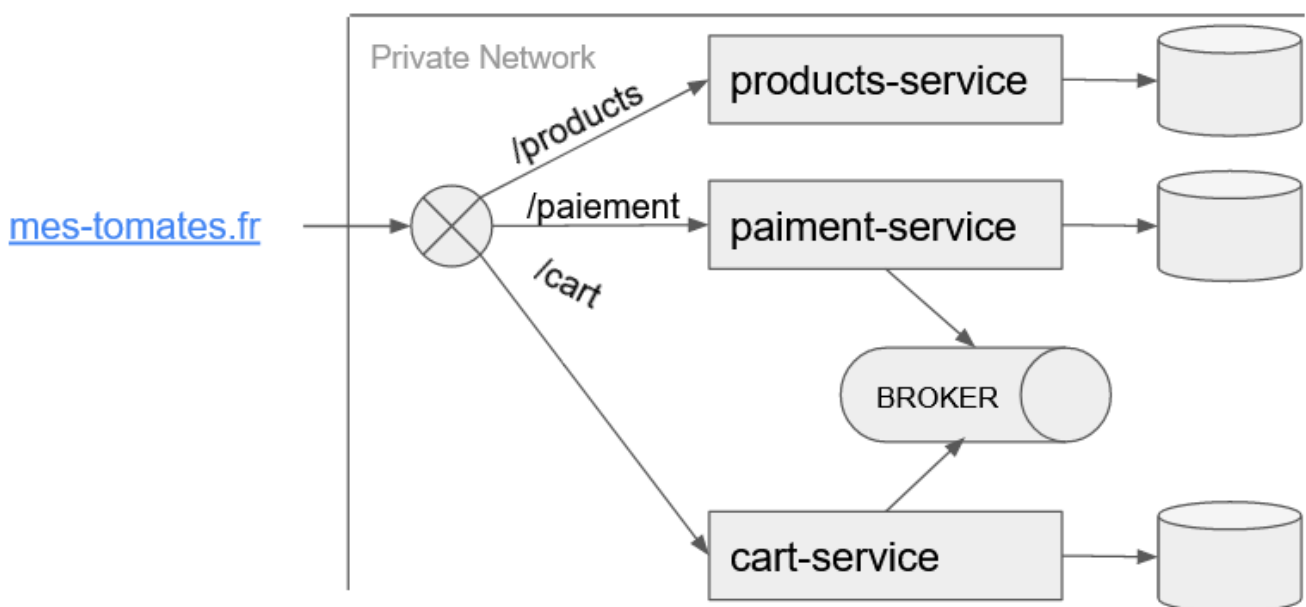 Private Network
products-service
/products
mes-tomates.fr
/paiement
paiment-service
/cart
BROKER
cart-service